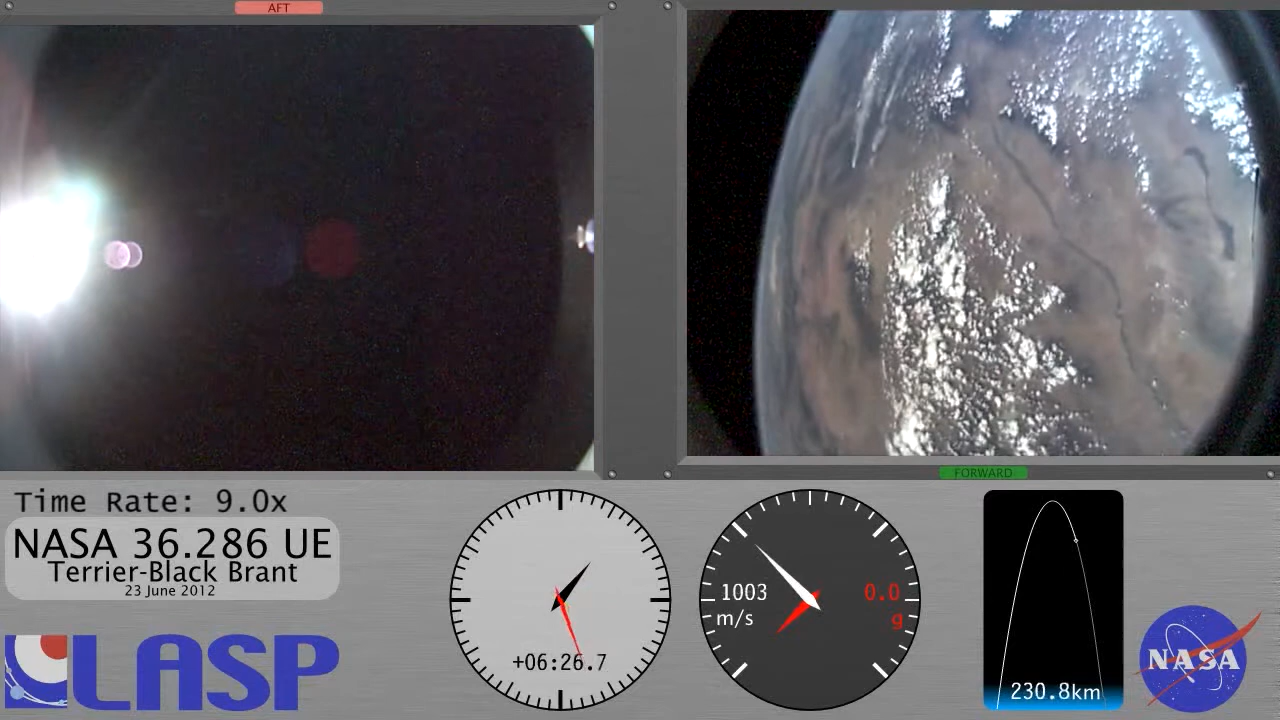 AFT
FORWARD
Time Rate: 9.0x
NASA 36.286 UE
Terrier-Black Brant
23 June 2012
LASP
+06:26.7
1003
m/s
0.0
g
230.8km
NASA